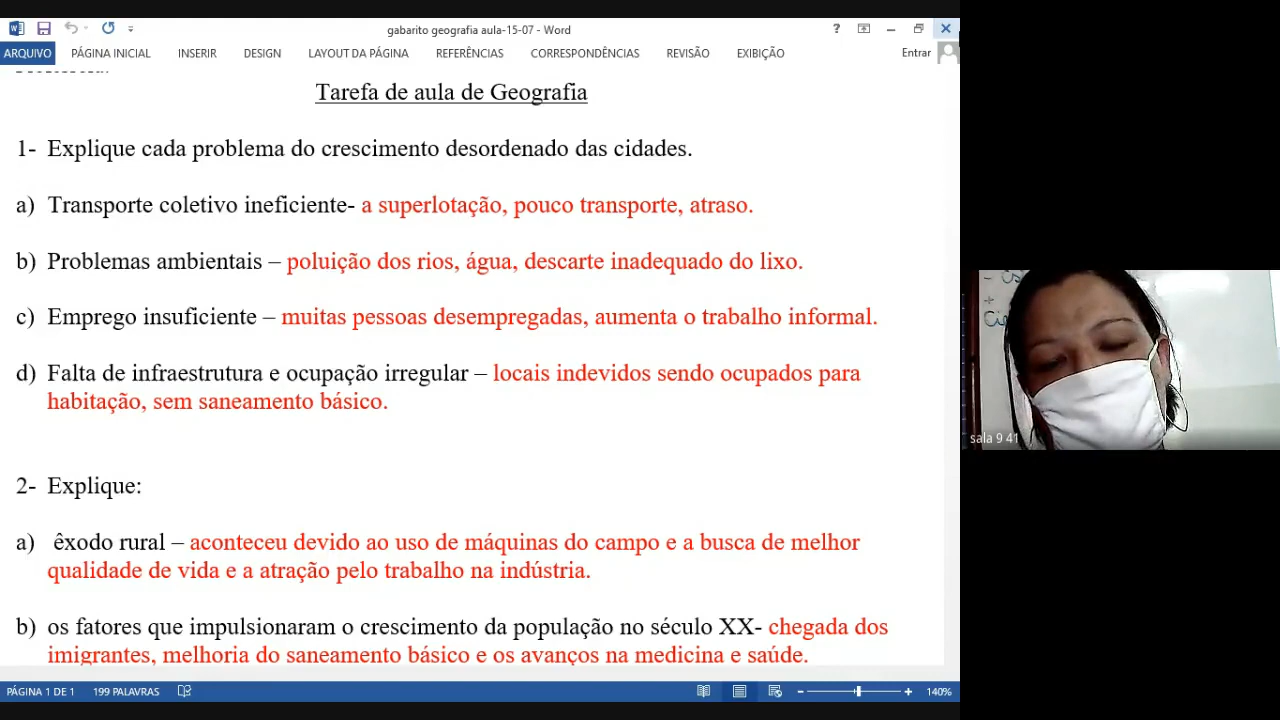 gabarito geografia aula-15-07 - Word
?
ARQUIVO PÁGINA INICIAL INSERIR DESIGN LAYOUT DA PÁGINA REFERÊNCIAS CORRESPONDÊNCIAS REVISÃO EXIBIÇÃO Entrar
Tarefa de aula de Geografia
1- Explique cada problema do crescimento desordenado das cidades.
a) Transporte coletivo ineficiente- a superlotação, pouco transporte, atraso.
b) Problemas ambientais – poluição dos rios, água, descarte inadequado do lixo.
c) Emprego insuficiente – muitas pessoas desempregadas, aumenta o trabalho informal.
d) Falta de infraestrutura e ocupação irregular – locais indevidos sendo ocupados para
habitação, sem saneamento básico.
2- Explique:
a) êxodo rural – aconteceu devido ao uso de máquinas do campo e a busca de melhor
qualidade de vida e a atração pelo trabalho na indústria.
b) os fatores que impulsionaram o crescimento da população no século XX- chegada dos
imigrantes, melhoria do saneamento básico e os avanços na medicina e saúde.
PÁGINA 1 DE 1 199 PALAVRAS 140%
sala 9 41